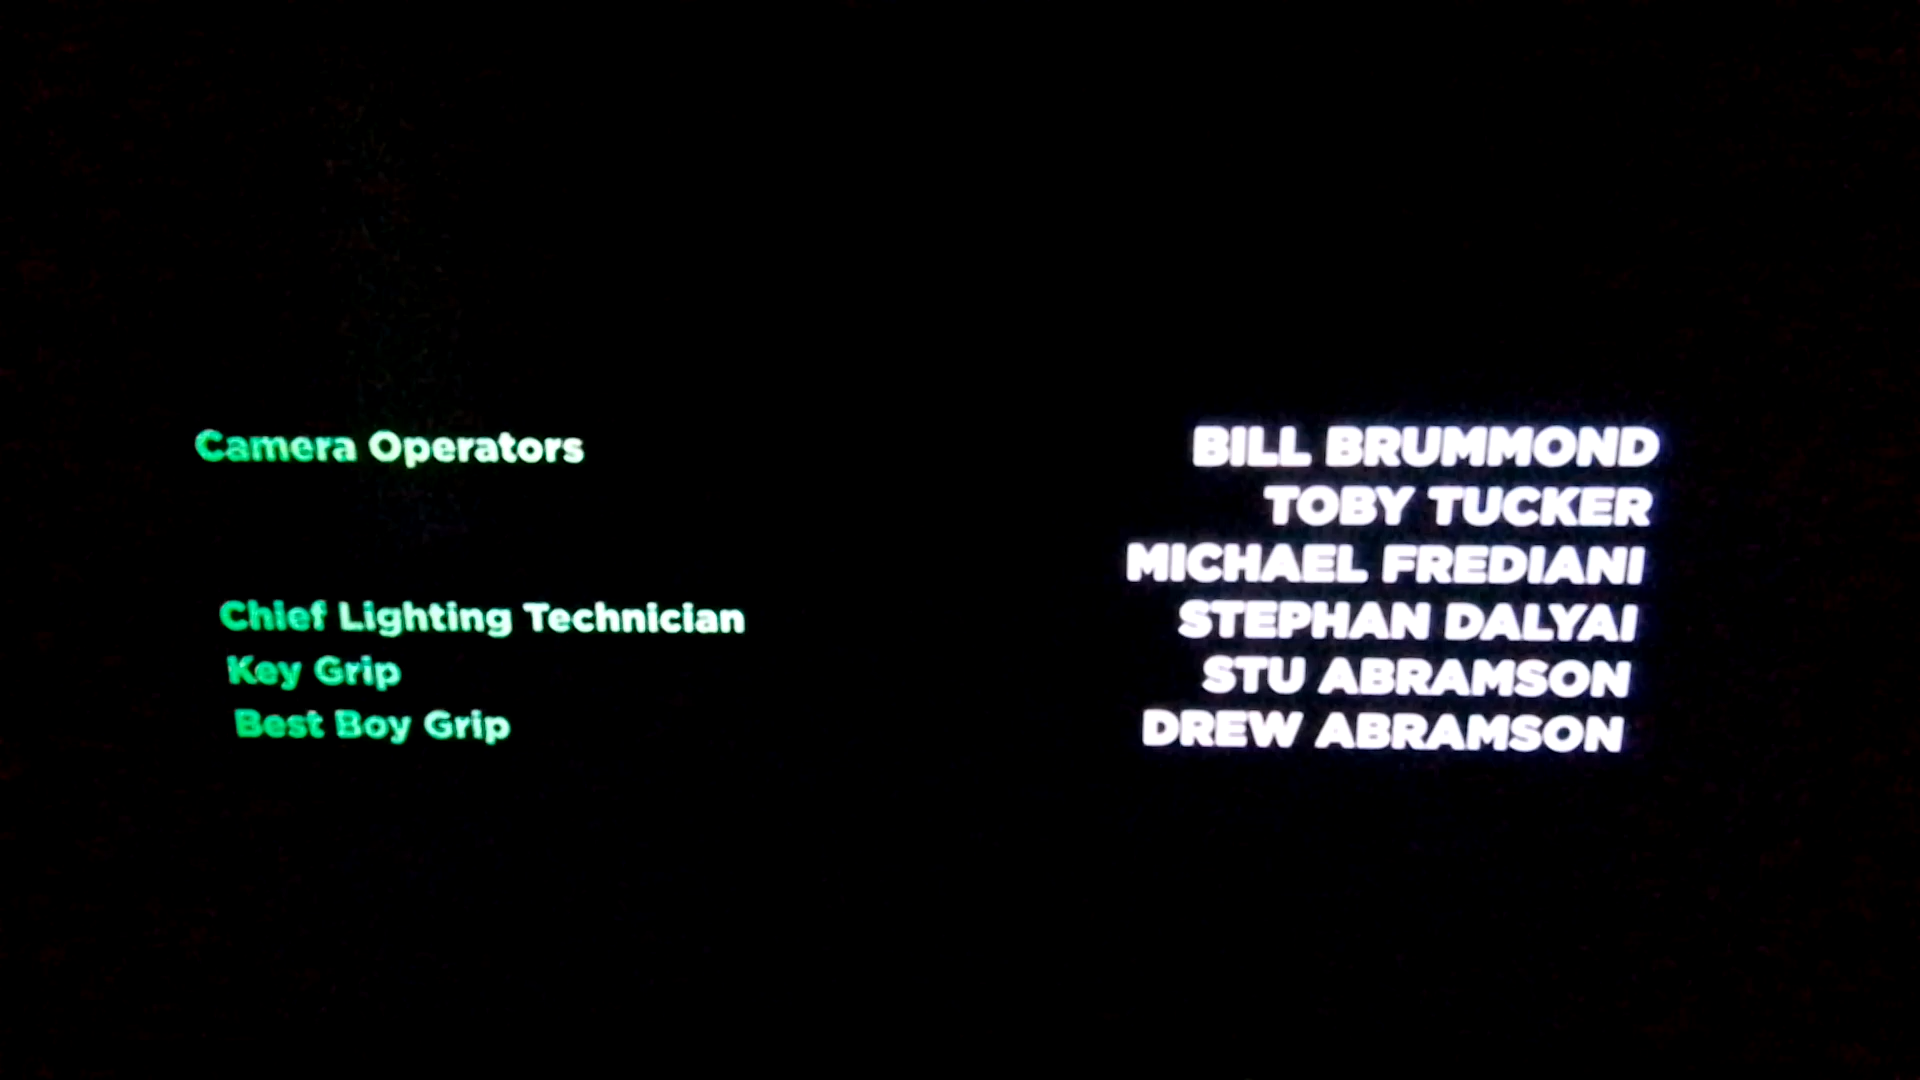 Camera Operators BILL BRUMMOND
TOBY TUCKER
MICHAEL FREDIANI
Chief Lighting Technician STEPHAN DALYAI
Key Grip STU ABRAMSON
Best Boy Grip DREW ABRAMSON